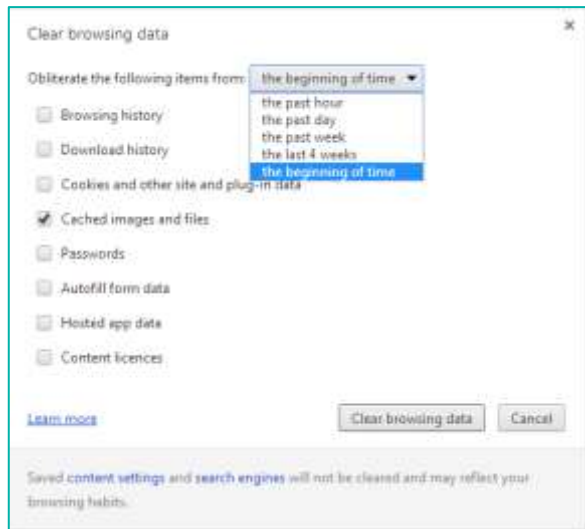 Clear browsing data
Obliterate the following items from: the beginning of time
the past hour
the past day
the past week
the last 4 weeks
the beginning of time
Browsing history
Download history
Cookies and other site and plug-in data
Cached images and files
Passwords
Autofill form data
Hosted app data
Content licences
Learn more Clear browsing data Cancel
Saved content settings and search engines will not be cleared and may reflect your
browsing habits.